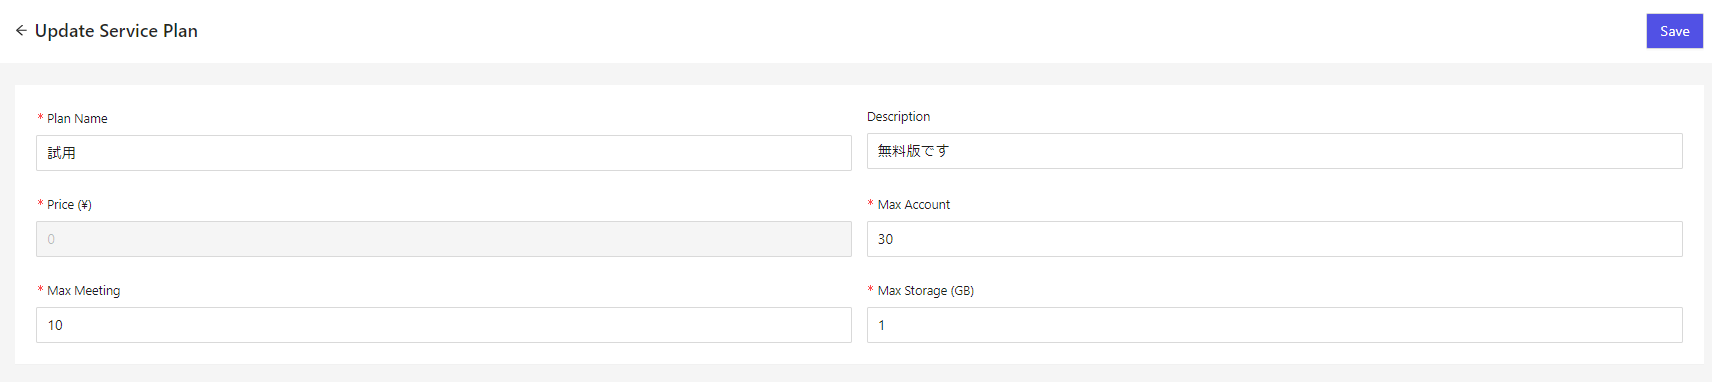 ← Update Service Plan
Save
* Plan Name
試用
Description
無料版です
* Price (¥)
0
* Max Account
30
* Max Meeting
10
* Max Storage (GB)
1